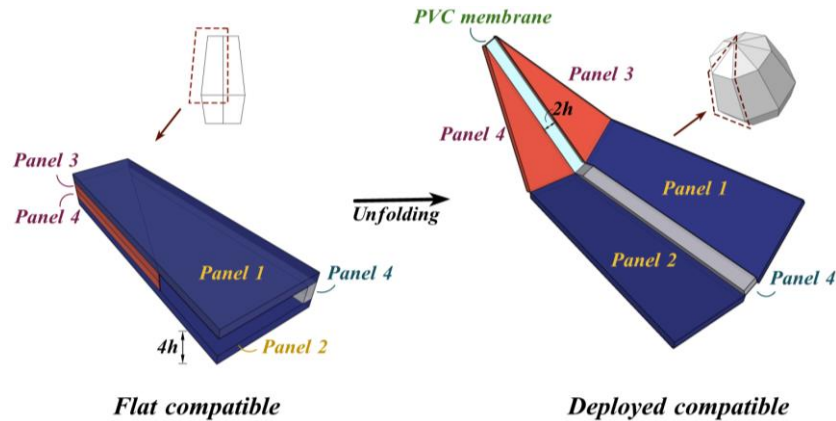 PVC membrane
Panel 3
Panel 4
2h
Panel 1
Panel 2
Panel 4
Panel 3
Panel 4
Panel 1
Panel 4
4h
Panel 2
Unfolding
Flat compatible
Deployed compatible